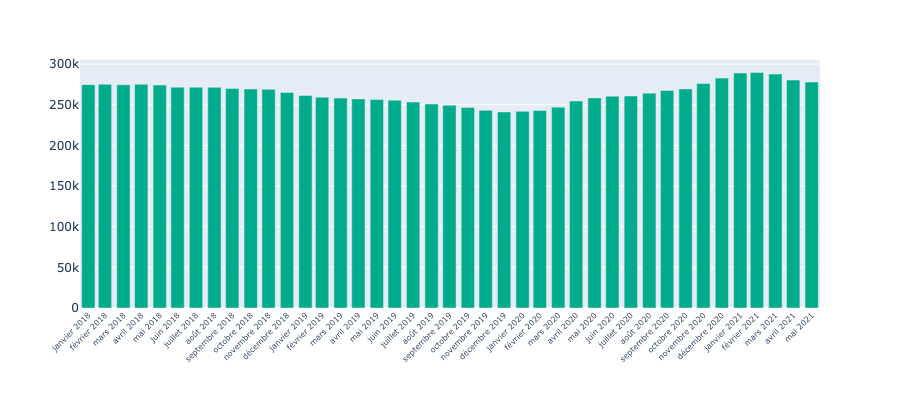 300k
250k
200k
150k
100k
50k
0
janvier 2018
février 2018
mars 2018
avril 2018
mai 2018
juin 2018
juillet 2018
août 2018
septembre 2018
octobre 2018
novembre 2018
décembre 2018
janvier 2019
février 2019
mars 2019
avril 2019
mai 2019
juin 2019
juillet 2019
août 2019
septembre 2019
octobre 2019
novembre 2019
décembre 2019
janvier 2020
février 2020
mars 2020
avril 2020
mai 2020
juin 2020
juillet 2020
août 2020
septembre 2020
octobre 2020
novembre 2020
décembre 2020
janvier 2021
février 2021
mars 2021
avril 2021
mai 2021